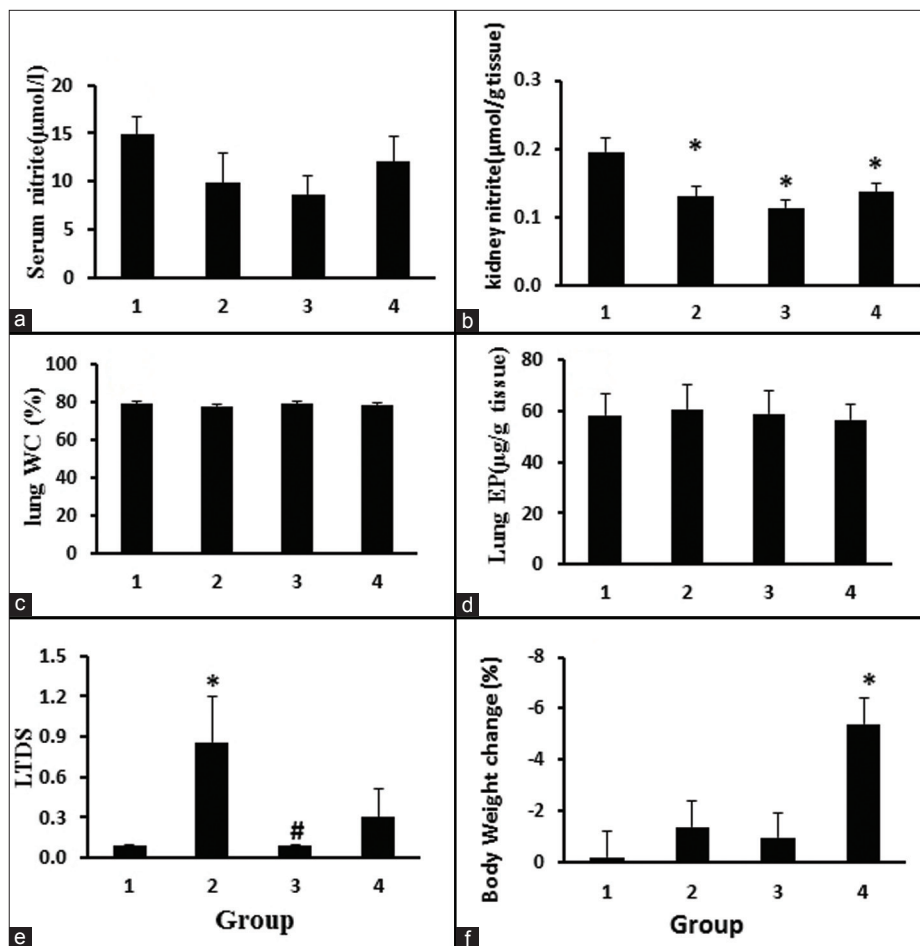 Serum nitrite(µmol/l)
20
15
10
5
0
1 2 3 4
a
kidney nitrite(µmol/gtissue)
0.3
0.2
0.1
0.0
* * *
1 2 3 4
b
lung WC (%)
100
80
60
40
20
0
1 2 3 4
c
Lung EP(µg/g tissue)
80
60
40
20
0
1 2 3 4
d
LTDS
1.5
1.2
0.9
0.6
0.3
0.0
*
#
1 2 3 4
Group
e
Body Weight change (%)
-8
-6
-4
-2
0
*
1 2 3 4
Group
f